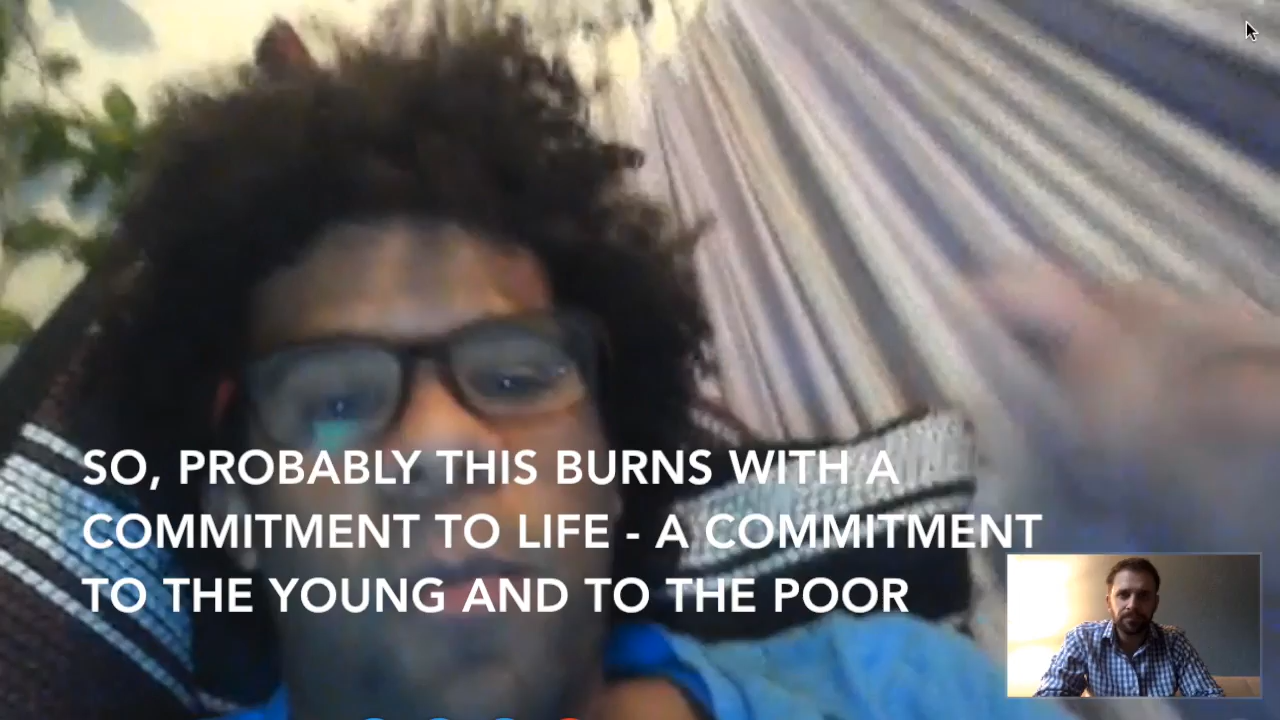 SO, PROBABLY THIS BURNS WITH A
COMMITMENT TO LIFE - A COMMITMENT
TO THE YOUNG AND TO THE POOR